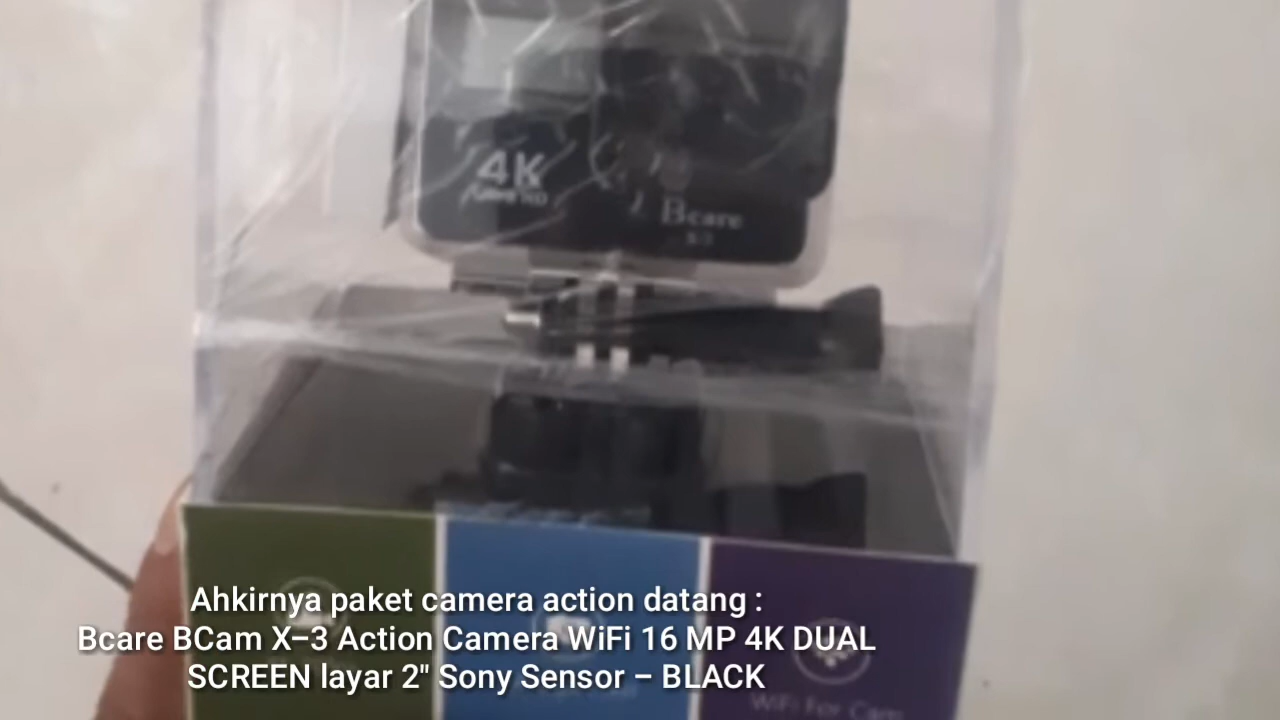 4K
Bcare
Ahkirnya paket camera action datang :
Bcare BCam X–3 Action Camera WiFi 16 MP 4K DUAL
SCREEN layar 2" Sony Sensor – BLACK
WiFi For Cam